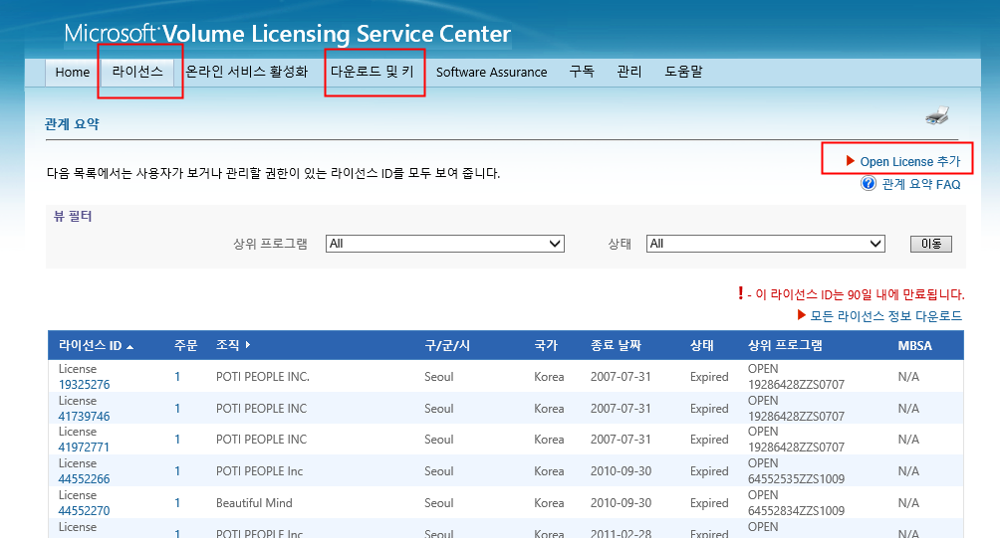 Microsoft® Volume Licensing Service Center
Home 라이선스 온라인 서비스 활성화 다운로드 및 키 Software Assurance 구독 관리 도움말
관계 요약
Open License 추가
다음 목록에서는 사용자가 보거나 관리할 권한이 있는 라이선스 ID를 모두 보여 줍니다.
관계 요약 FAQ
뷰 필터
상위 프로그램 All 상태 All 이동
! - 이 라이선스 ID는 90일 내에 만료됩니다.
모든 라이선스 정보 다운로드
라이선스 ID 주문 조직 구/군/시 국가 종료 날짜 상태 상위 프로그램 MBSA
License OPEN
19325276 1 POTI PEOPLE INC. Seoul Korea 2007-07-31 Expired 19286428ZZS0707 N/A
License OPEN
41739746 1 POTI PEOPLE INC Seoul Korea 2007-07-31 Expired 19286428ZZS0707 N/A
License OPEN
41972771 1 POTI PEOPLE INC Seoul Korea 2007-07-31 Expired 19286428ZZS0707 N/A
License OPEN
44552266 1 POTI PEOPLE Inc Seoul Korea 2010-09-30 Expired 64552535ZZS1009 N/A
License OPEN
44552270 1 Beautiful Mind Seoul Korea 2010-09-30 Expired 64552834ZZS1009 N/A
License OPEN
1 POTI PEOPLE Inc Seoul Korea 2011-02-28 Expired N/A